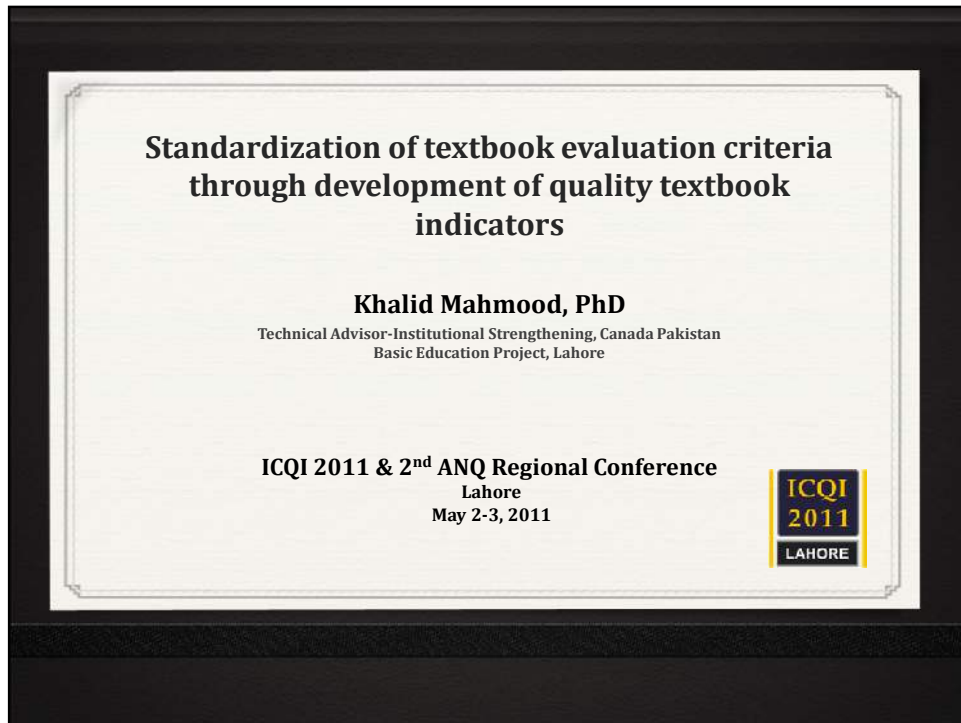 Standardization of textbook evaluation criteria
through development of quality textbook
indicators
Khalid Mahmood, PhD
Technical Advisor-Institutional Strengthening, Canada Pakistan
Basic Education Project, Lahore
ICQI 2011 & 2nd ANQ Regional Conference
Lahore
May 2-3, 2011
ICQI
2011
LAHORE